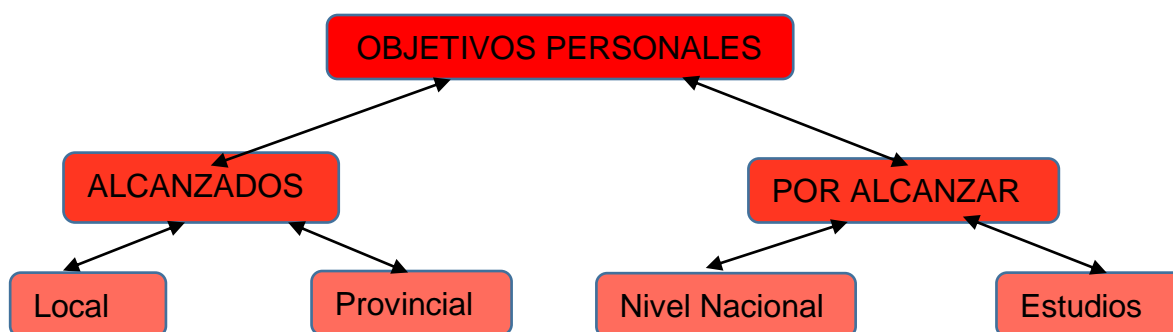 OBJETIVOS PERSONALES
ALCANZADOS
POR ALCANZAR
Local
Provincial
Nivel Nacional
Estudios